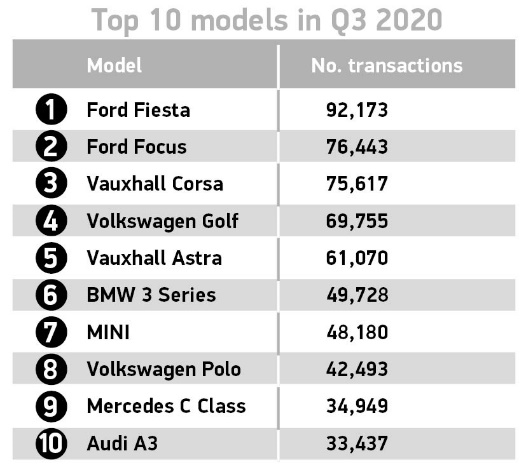 Top 10 models in Q3 2020
Model No. transactions
1 Ford Fiesta 92,173
2 Ford Focus 76,443
3 Vauxhall Corsa 75,617
4 Volkswagen Golf 69,755
5 Vauxhall Astra 61,070
6 BMW 3 Series 49,728
7 MINI 48,180
8 Volkswagen Polo 42,493
9 Mercedes C Class 34,949
10 Audi A3 33,437